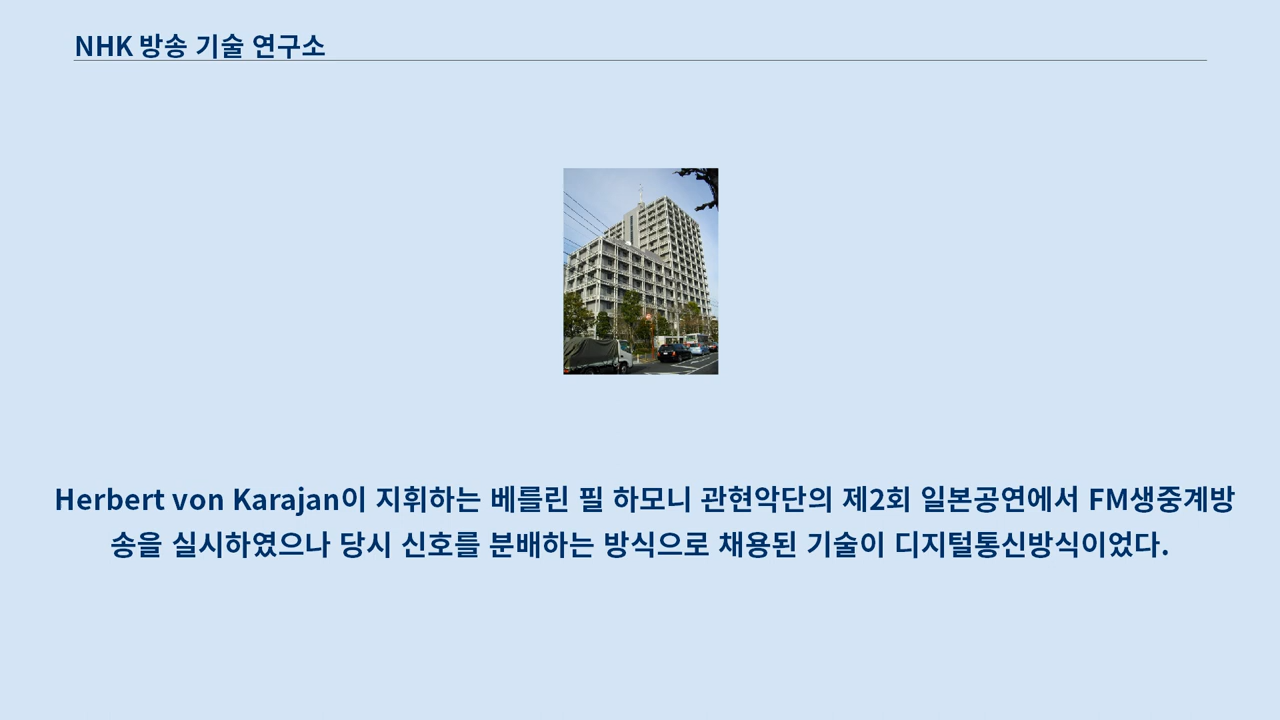 NHK 방송 기술 연구소
Herbert von Karajan이 지휘하는 베를린 필 하모니 관현악단의 제2회 일본공연에서 FM생중계방
송을 실시하였으나 당시 신호를 분배하는 방식으로 채용된 기술이 디지털통신방식이었다.